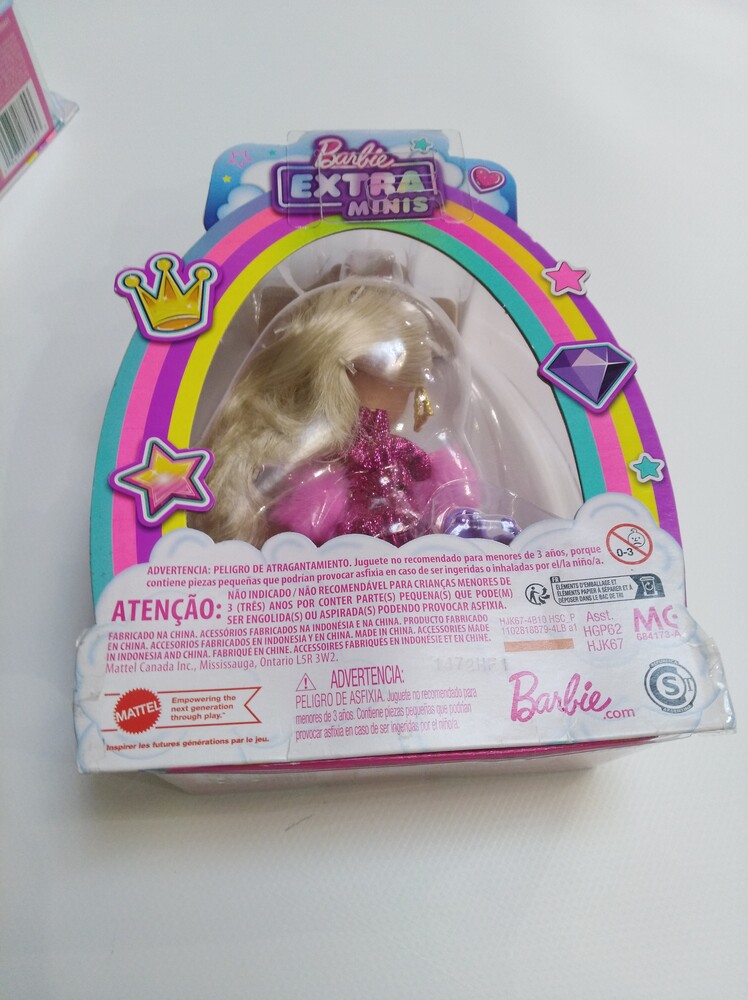 Barbie
EXTRA
MINIS
0-3
ADVERTENCIA: PELIGRO DE ATRAGANTAMIENTO. Juguete no recomendado para menores de 3 años, porque
contiene piezas pequeñas que podrían provocar asfixia en caso de ser ingeridas o inhaladas por el/la niño/a.
ATENÇÃO:
NÃO INDICADO / NÃO RECOMENDÁVEL PARA CRIANÇAS MENORES DE
3 (TRÊS) ANOS POR CONTER PARTE(S) PEQUENA(S) QUE PODE(M)
SER ENGOLIDA(S) OU ASPIRADA(S) PODENDO PROVOCAR ASFIXIA.
FR
ÉLÉMENTS D'EMBALLAGE ET
ÉLÉMENTS PAPIER À SÉPARER ET À
DÉPOSER DANS LE BAC DE TRI
FABRICADO NA CHINA. ACESSÓRIOS FABRICADOS NA INDONÉSIA E NA CHINA. PRODUCTO FABRICADO
EN CHINA. ACCESORIOS FABRICADOS EN INDONESIA Y EN CHINA. MADE IN CHINA. ACCESSORIES MADE
IN INDONESIA AND CHINA. FABRIQUÉ EN CHINE. ACCESSOIRES FABRIQUÉS EN INDONÉSIE ET EN CHINE.
Mattel Canada Inc., Mississauga, Ontario L5R 3W2.
HJK67-4B10 HSC_P
1102818679-4LB a1
Asst.
HGP62
HJK67
ADVERTENCIA:
PELIGRO DE ASFIXIA. Juguete no recomendado para
menores de 3 años. Contiene piezas pequeñas que podrían
provocar asfixia en caso de ser ingeridas por el niño/a.
MATTEL
Empowering the
next generation
through play.™
Inspirer les futures générations par le jeu.
Barbie.com
S